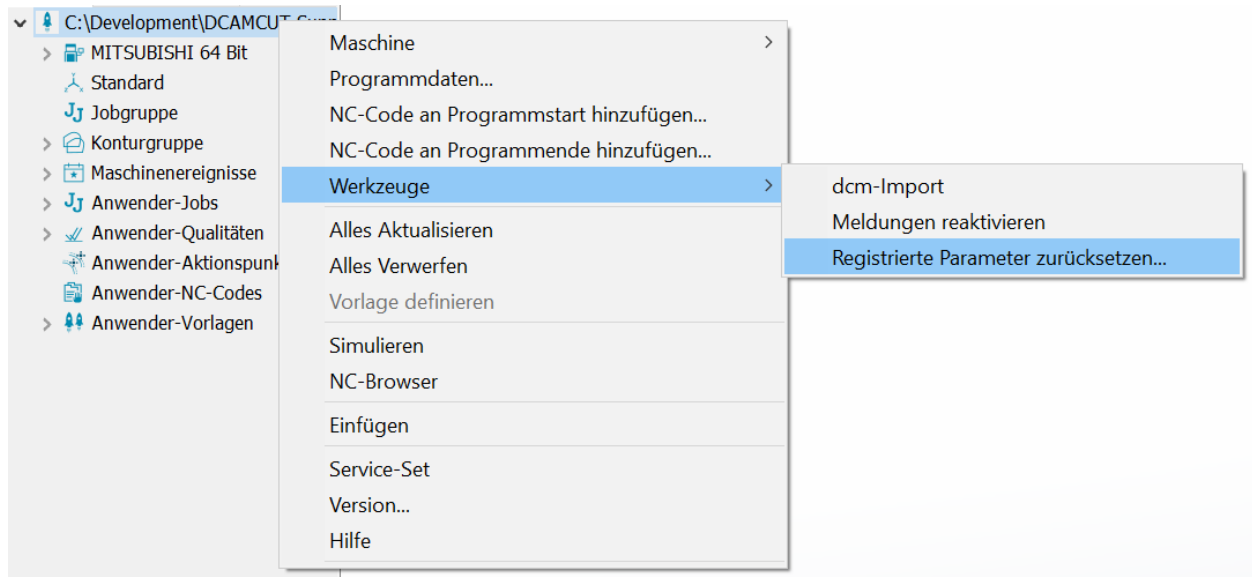 C:\Development\DCAMCUT-Supp
MITSUBISHI 64 Bit
Standard
Jobgruppe
Konturgruppe
Maschinenereignisse
Anwender-Jobs
Anwender-Qualitäten
Anwender-Aktionspunk
Anwender-NC-Codes
Anwender-Vorlagen
Maschine
Programmdaten...
NC-Code an Programmstart hinzufügen...
NC-Code an Programmende hinzufügen...
Werkzeuge
Alles Aktualisieren
Alles Verwerfen
Vorlage definieren
Simulieren
NC-Browser
Einfügen
Service-Set
Version...
Hilfe
dcm-Import
Meldungen reaktivieren
Registrierte Parameter zurücksetzen...